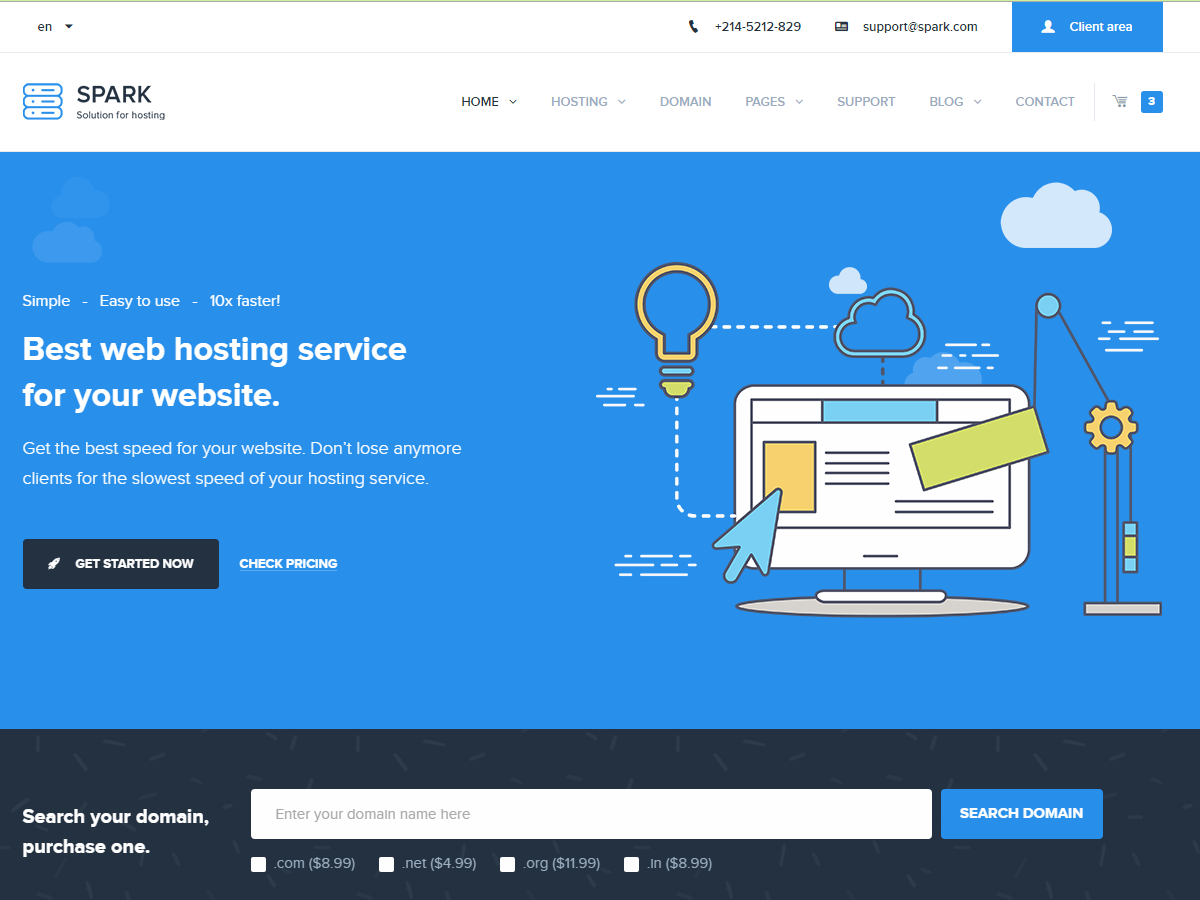 en
+214-5212-829
support@spark.com
Client area
SPARK
Solution for hosting
HOME
HOSTING
DOMAIN
PAGES
SUPPORT
BLOG
CONTACT
3
Simple - Easy to use - 10x faster!
Best web hosting service
for your website.
Get the best speed for your website. Don’t lose anymore
clients for the slowest speed of your hosting service.
GET STARTED NOW
CHECK PRICING
Search your domain,
purchase one.
Enter your domain name here
SEARCH DOMAIN
.com ($8.99)
.net ($4.99)
.org ($11.99)
.In ($8.99)